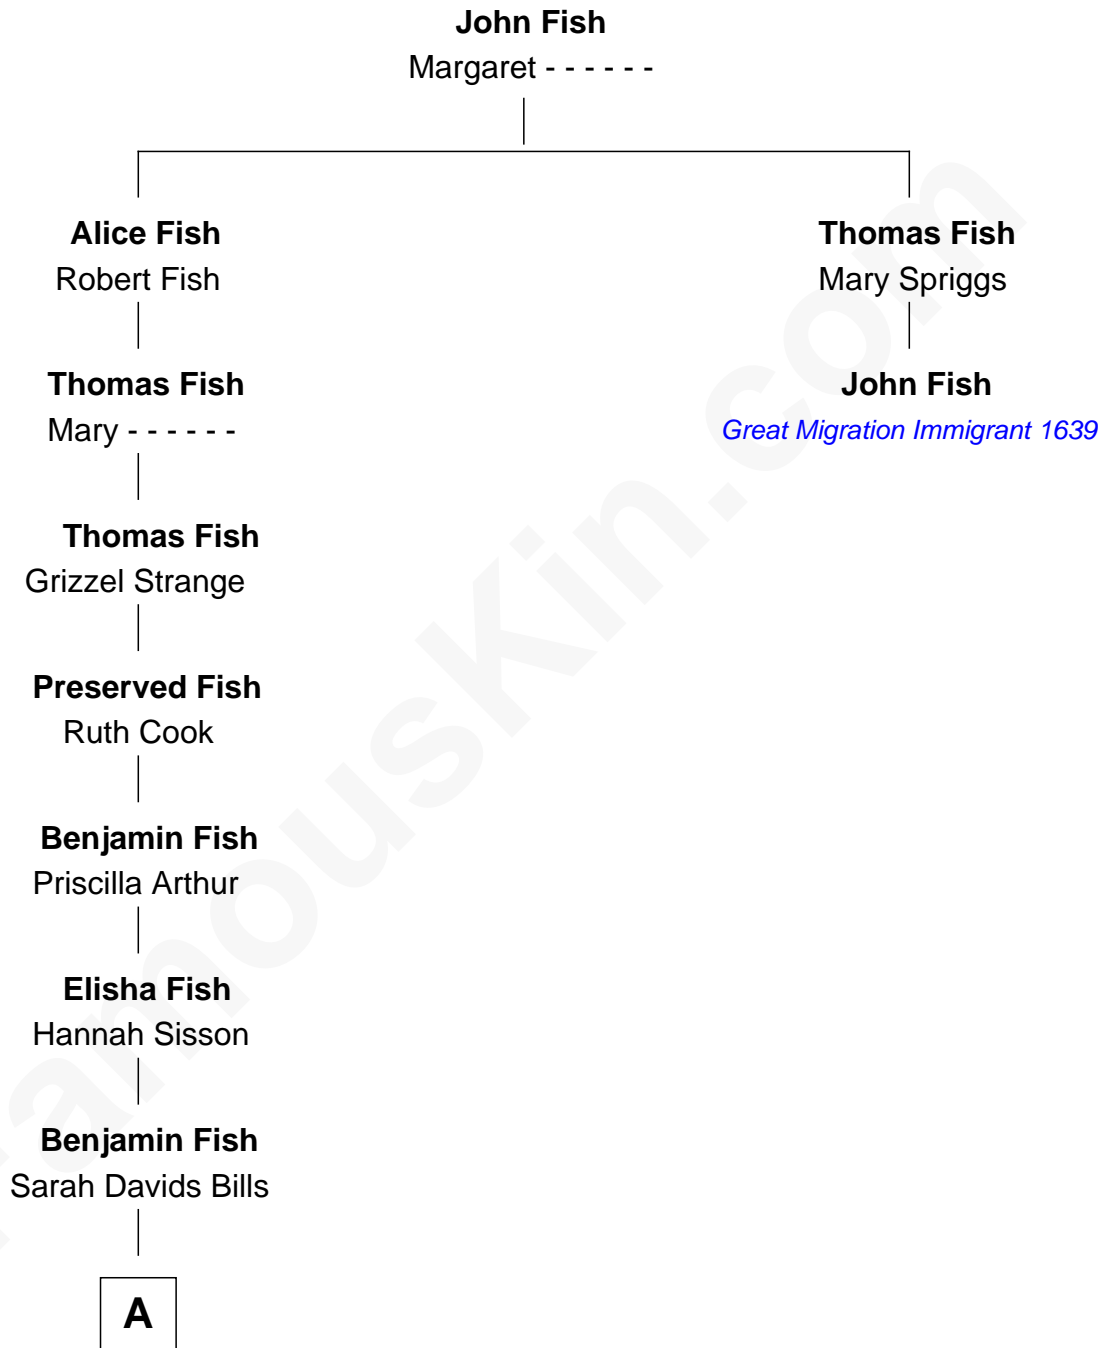 John Fish
Margaret - - - - - -
Alice Fish
Robert Fish
Thomas Fish
Mary Spriggs
Thomas Fish
Mary - - - - - -
John Fish
Great Migration Immigrant 1639
Thomas Fish
Grizzel Strange
Preserved Fish
Ruth Cook
Benjamin Fish
Priscilla Arthur
Elisha Fish
Hannah Sisson
Benjamin Fish
Sarah Davids Bills
A
FamousKin.com